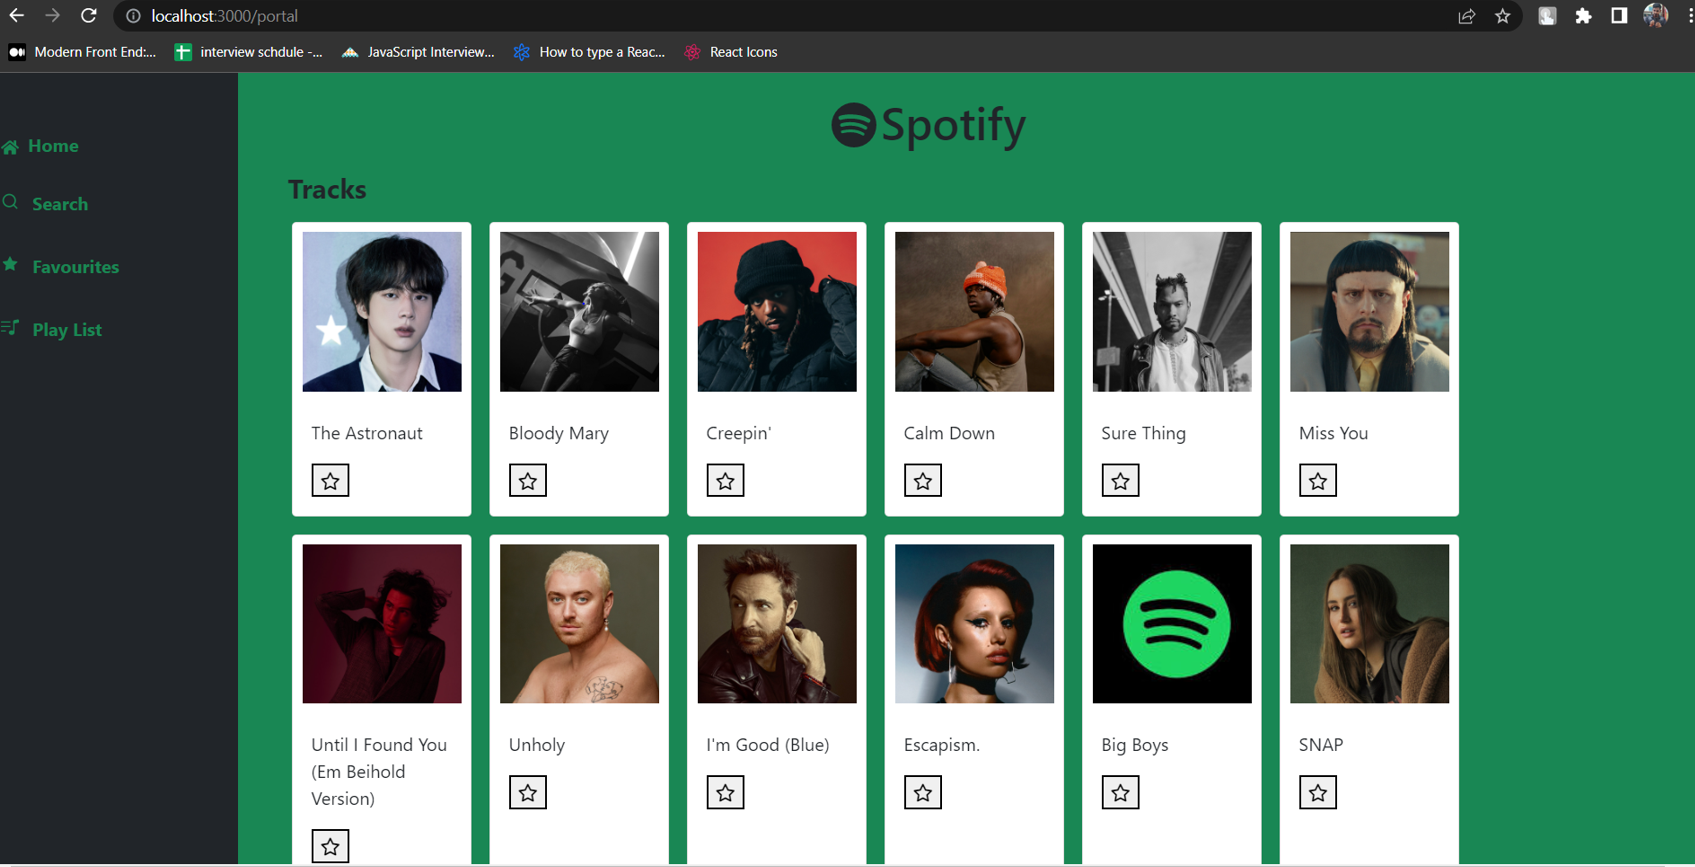 localhost:3000/portal
Modern Front End:... interview schdule -... JavaScript Interview... How to type a Reac... React Icons
Spotify
Home
Search
Favourites
Play List
Tracks
The Astronaut
Bloody Mary
Creepin'
Calm Down
Sure Thing
Miss You
Until I Found You
(Em Beihold
Version)
Unholy
I'm Good (Blue)
Escapism.
Big Boys
SNAP